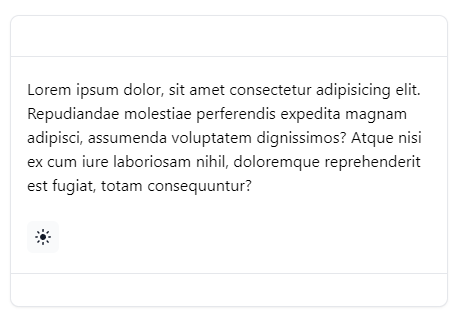 Lorem ipsum dolor, sit amet consectetur adipisicing elit.
Repudiandae molestiae perferendis expedita magnam
adipisci, assumenda voluptatem dignissimos? Atque nisi
ex cum iure laboriosam nihil, doloremque reprehenderit
est fugiat, totam consequuntur?